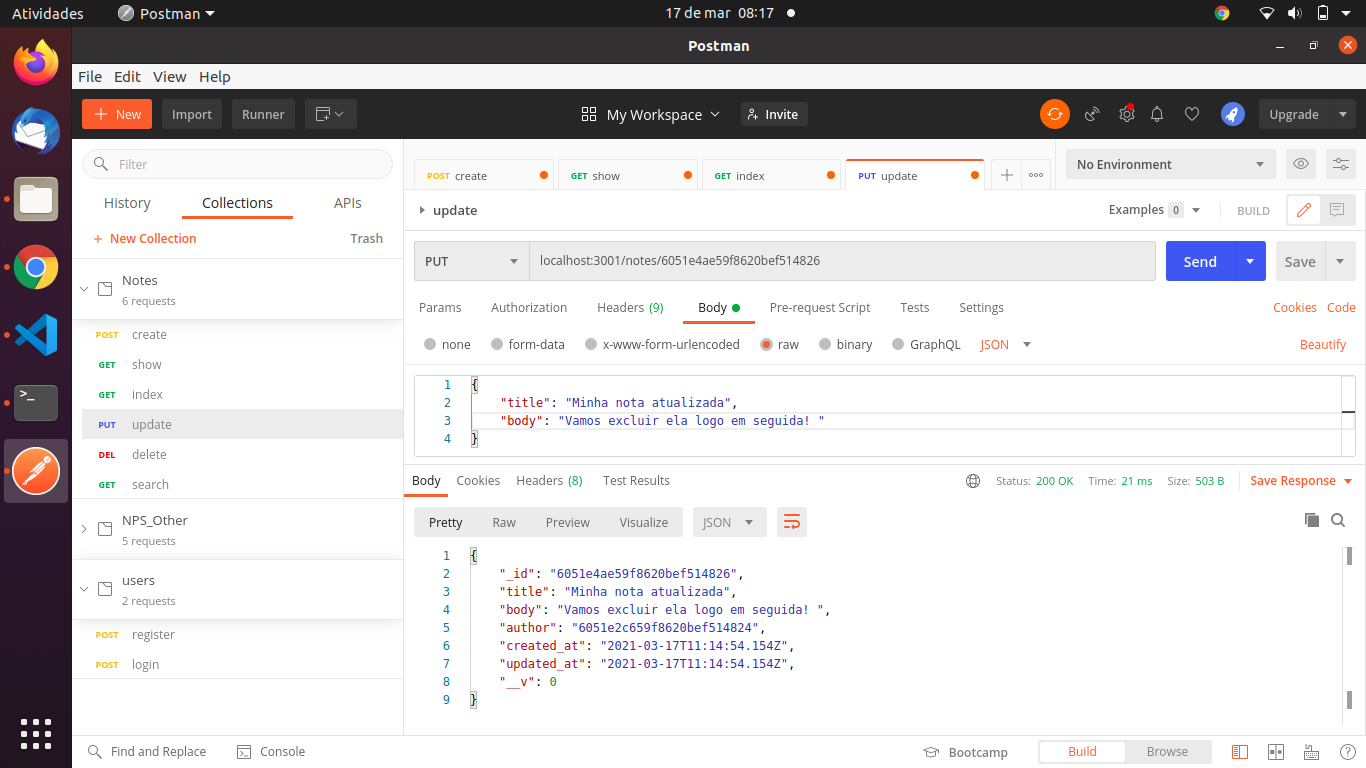 Atividades Postman 17 de mar 08:17
Postman
File Edit View Help
New Import Runner My Workspace Invite Upgrade
Filter
History Collections APIs
New Collection Trash
Notes
6 requests
POST create
GET show
GET index
PUT update
DEL delete
GET search
NPS_Other
5 requests
users
2 requests
POST register
POST login
POST create GET show GET index PUT update No Environment
update Examples 0 BUILD
PUT localhost:3001/notes/6051e4ae59f8620bef514826 Send Save
Params Authorization Headers (9) Body Pre-request Script Tests Settings Cookies Code
none form-data x-www-form-urlencoded raw binary GraphQL JSON Beautify
1 {
2 "title": "Minha nota atualizada",
3 "body": "Vamos excluir ela logo em seguida! "
4 }
Body Cookies Headers (8) Test Results Status: 200 OK Time: 21 ms Size: 503 B Save Response
Pretty Raw Preview Visualize JSON
1 {
2 "_id": "6051e4ae59f8620bef514826",
3 "title": "Minha nota atualizada",
4 "body": "Vamos excluir ela logo em seguida! ",
5 "author": "6051e2c659f8620bef514824",
6 "created_at": "2021-03-17T11:14:54.154Z",
7 "updated_at": "2021-03-17T11:14:54.154Z",
8 "__v": 0
9 }
Find and Replace Console Bootcamp Build Browse